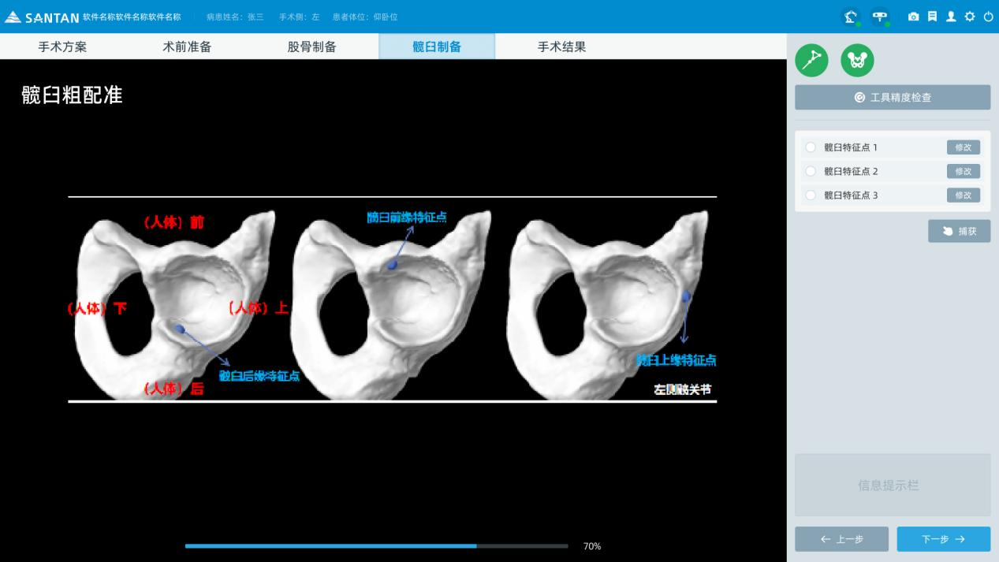 SANTAN 软件名称软件名称软件名称 病患姓名：张三 手术侧：左 患者体位：仰卧位
手术方案 术前准备 股骨制备 髋臼制备 手术结果
髋臼粗配准
工具精度检查
髋臼特征点 1 修改
髋臼特征点 2 修改
髋臼特征点 3 修改
捕获
（人体）前
髋臼前缘特征点
（人体）下
（人体）上
髋臼后缘特征点
髋臼上缘特征点
（人体）后
左侧髋关节
信息提示栏
上一步 下一步
70%